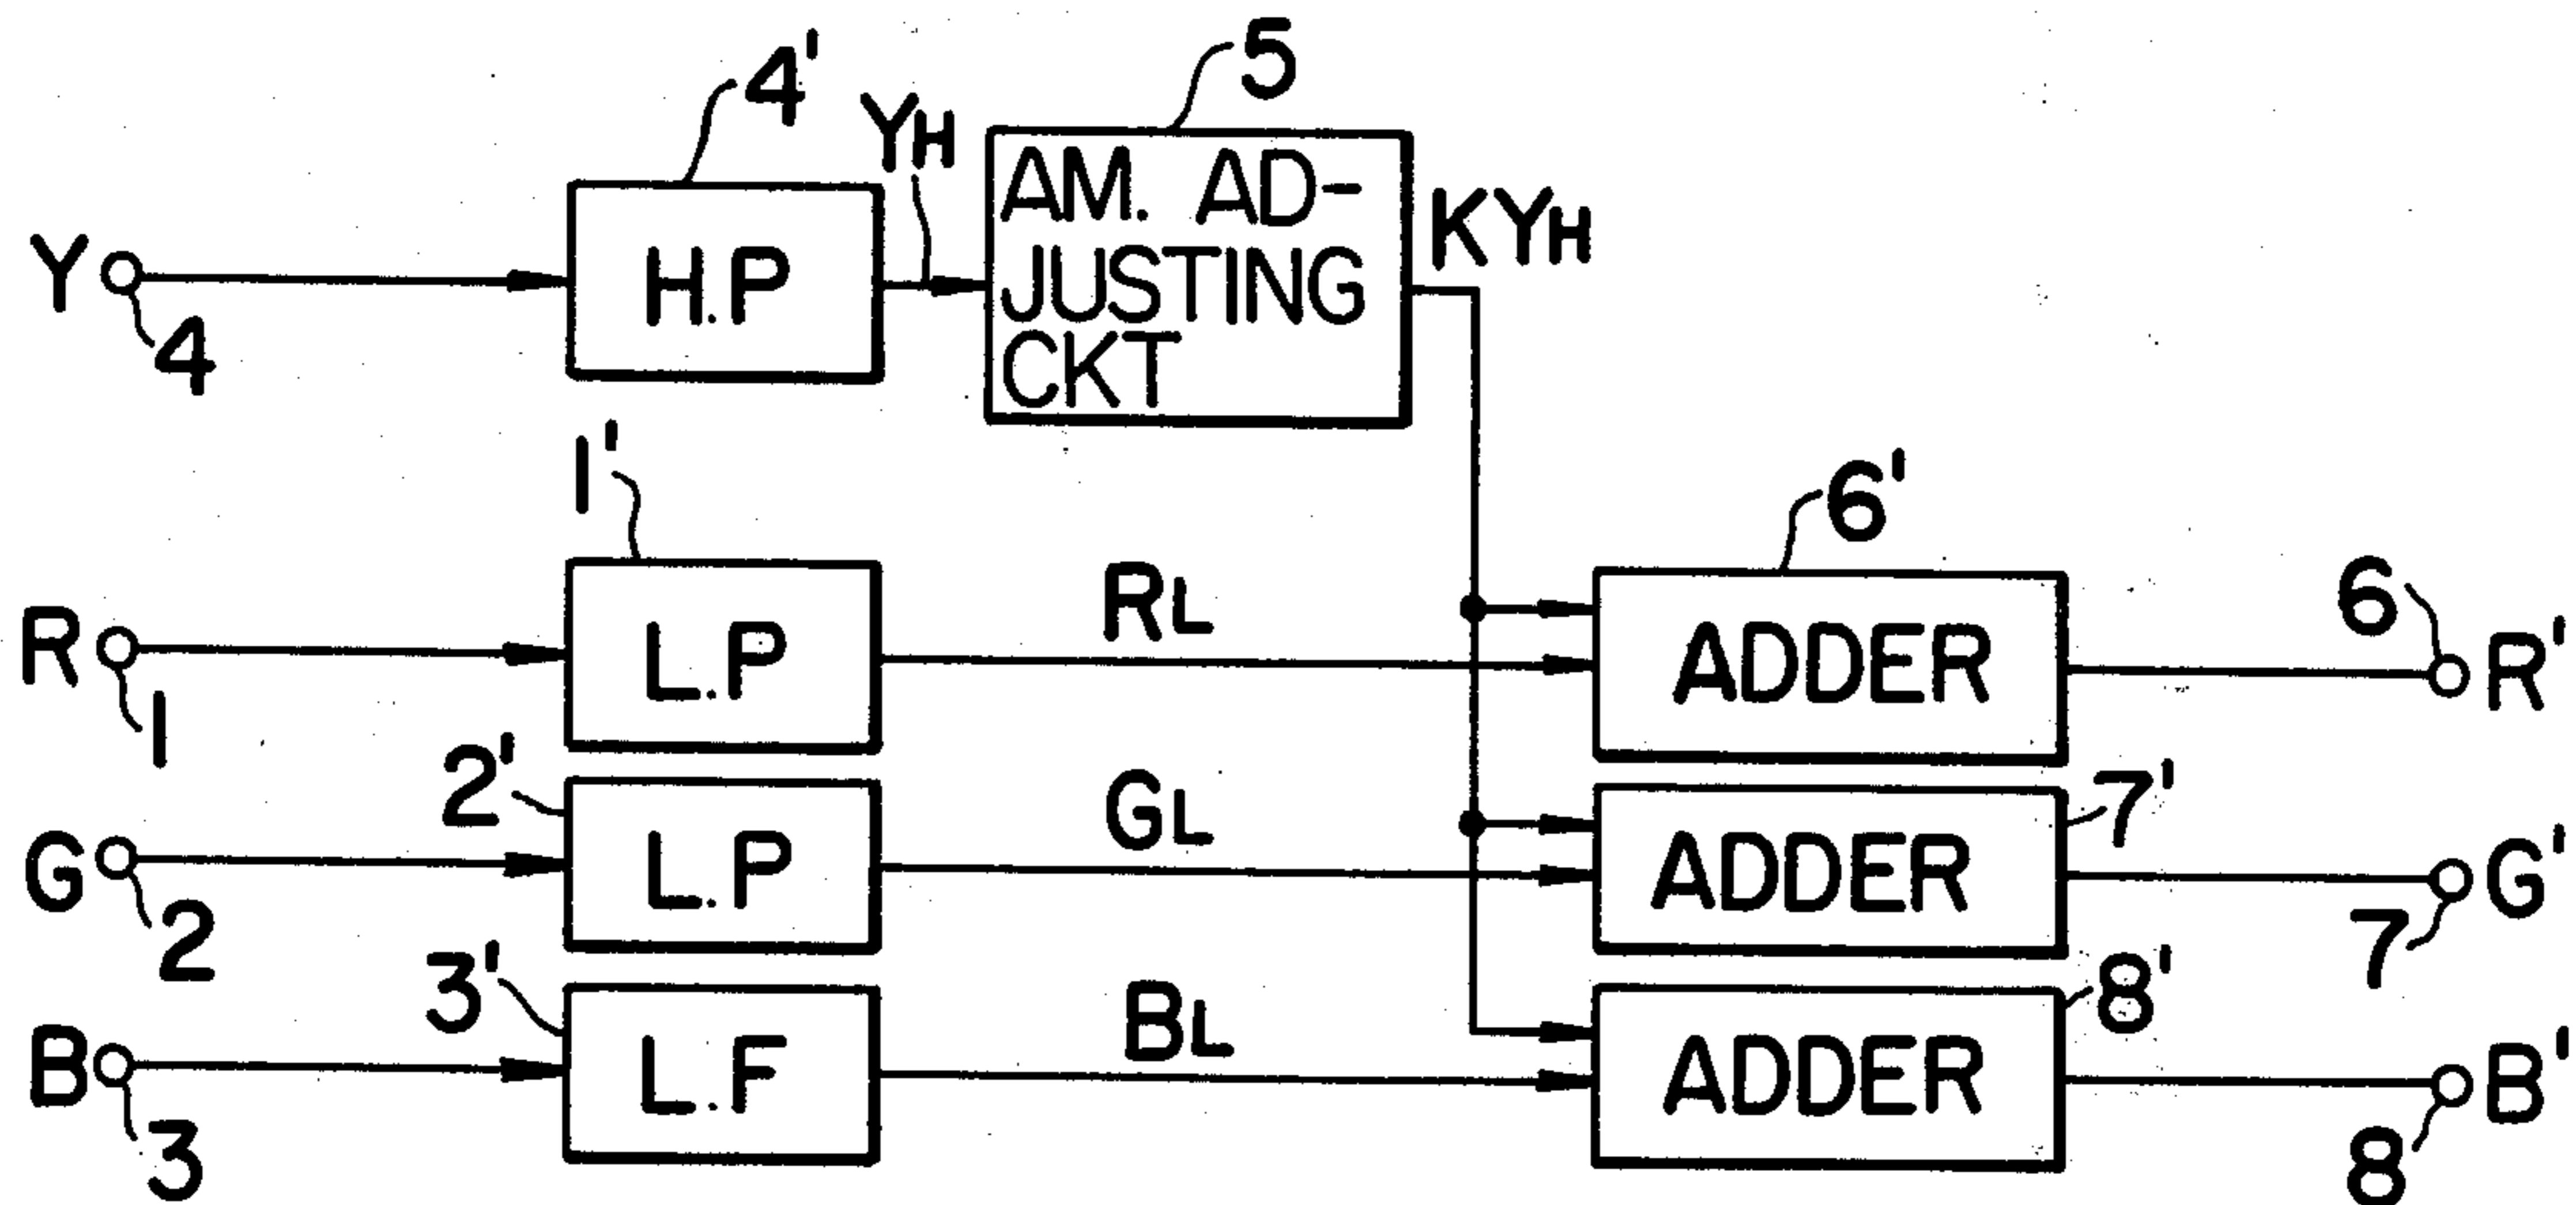 4'
5
YH
AM. AD-
JUSTING
CKT
KYH
Y
4
H.P
1'
6'
R
1
L.P
RL
ADDER
6
R'
2'
7'
G
2
L.P
GL
ADDER
7
G'
3'
8'
B
3
L.F
BL
ADDER
8
B'